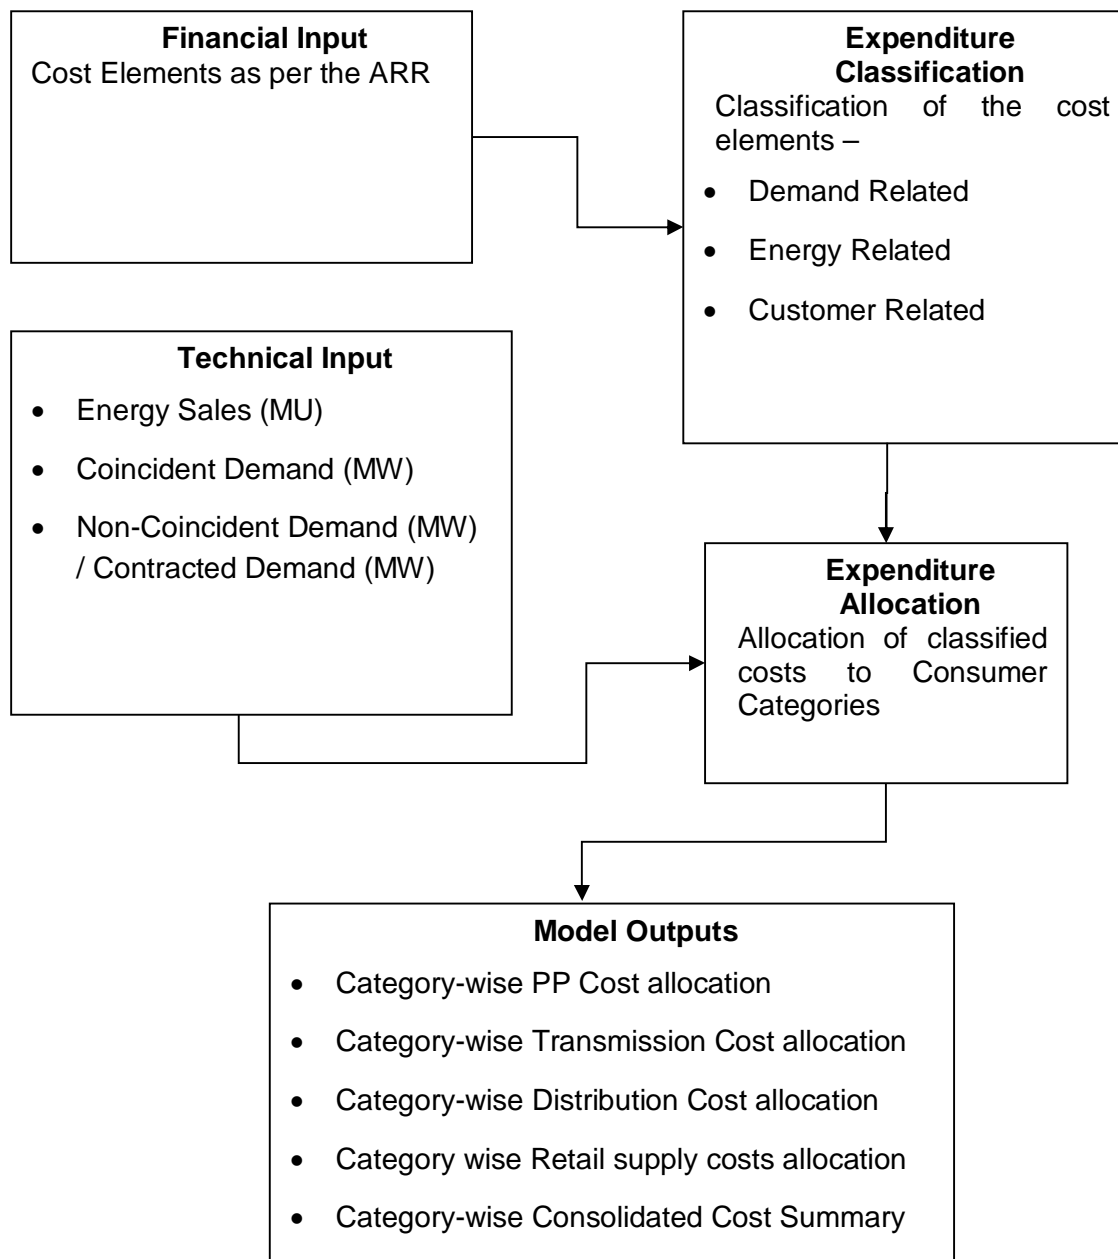 Financial Input
Cost Elements as per the ARR
Expenditure
Classification
Classification of the cost
elements –
• Demand Related
• Energy Related
• Customer Related
Technical Input
• Energy Sales (MU)
• Coincident Demand (MW)
• Non-Coincident Demand (MW)
/ Contracted Demand (MW)
Expenditure
Allocation
Allocation of classified
costs to Consumer
Categories
Model Outputs
• Category-wise PP Cost allocation
• Category-wise Transmission Cost allocation
• Category-wise Distribution Cost allocation
• Category wise Retail supply costs allocation
• Category-wise Consolidated Cost Summary